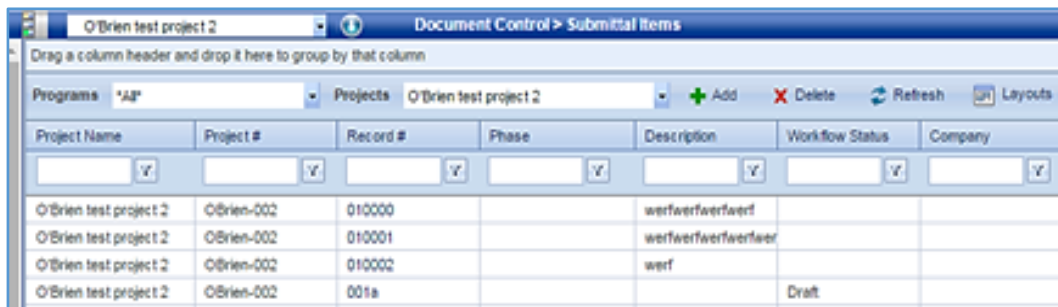 O'Brien test project 2 Document Control > Submittal Items
Drag a column header and drop it here to group by that column
Programs *All* Projects O'Brien test project 2 Add Delete Refresh Layouts
Project Name Project # Record # Phase Description Workflow Status Company
O'Brien test project 2 OBrien-002 010000 werfwerfwerfwerf
O'Brien test project 2 OBrien-002 010001 werfwerfwerfwerfwer
O'Brien test project 2 OBrien-002 010002 werf
O'Brien test project 2 OBrien-002 001a Draft